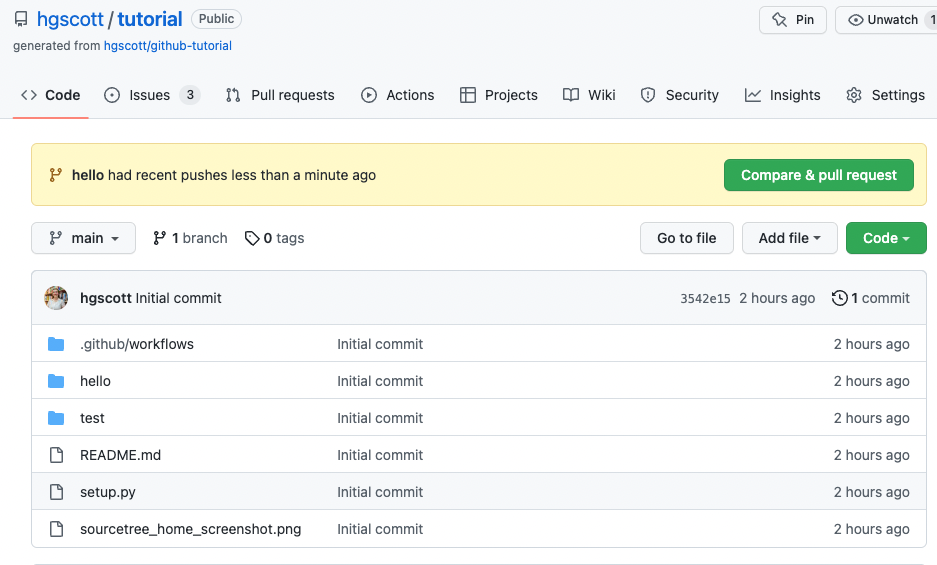 hgscott / tutorial Public Pin Unwatch 1
generated from hgscott/github-tutorial
Code Issues 3 Pull requests Actions Projects Wiki Security Insights Settings
hello had recent pushes less than a minute ago Compare & pull request
main 1 branch 0 tags Go to file Add file Code
hgscott Initial commit 3542e15 2 hours ago 1 commit
.github/workflows Initial commit 2 hours ago
hello Initial commit 2 hours ago
test Initial commit 2 hours ago
README.md Initial commit 2 hours ago
setup.py Initial commit 2 hours ago
sourcetree_home_screenshot.png Initial commit 2 hours ago